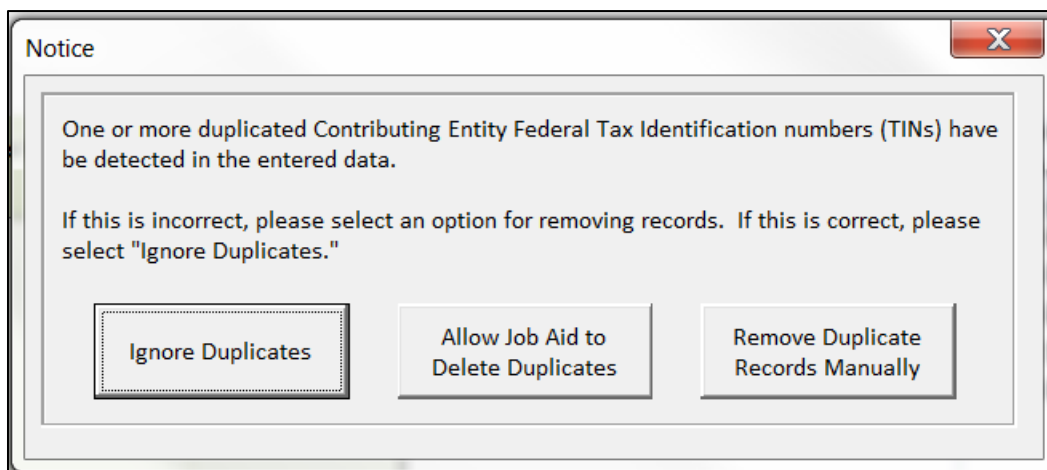 Notice
One or more duplicated Contributing Entity Federal Tax Identification numbers (TINs) have
be detected in the entered data.
If this is incorrect, please select an option for removing records.  If this is correct, please
select "Ignore Duplicates."
Ignore Duplicates
Allow Job Aid to
Delete Duplicates
Remove Duplicate
Records Manually